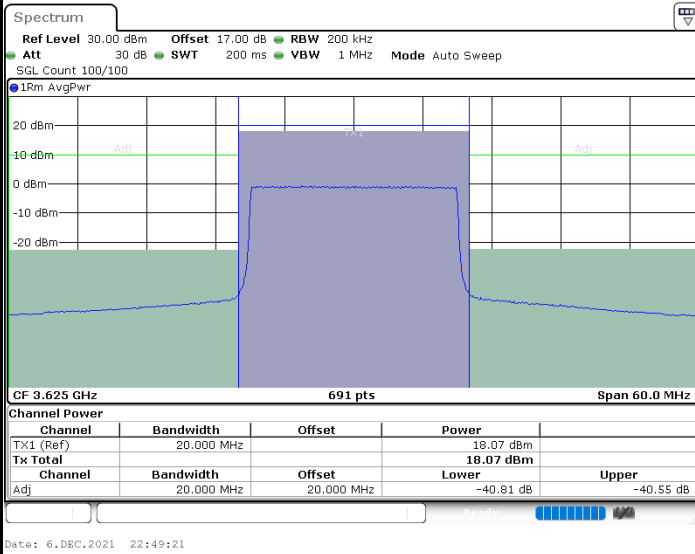 Spectrum
Ref Level 30.00 dBm Offset 17.00 dB RBW 200 kHz
Att 30 dB SWT 200 ms VBW 1 MHz Mode Auto Sweep
SGL Count 100/100
1Rm AvgPwr
20 dBm
Tx1
Adj Adj
10 dBm
0 dBm
-10 dBm
-20 dBm
CF 3.625 GHz 691 pts Span 60.0 MHz
Channel Power
Channel Bandwidth Offset Power
TX1 (Ref) 20.000 MHz 18.07 dBm
Tx Total 18.07 dBm
Channel Bandwidth Offset Lower Upper
Adj 20.000 MHz 20.000 MHz -40.81 dB -40.55 dB
Ready
Date: 6.DEC.2021 22:49:21